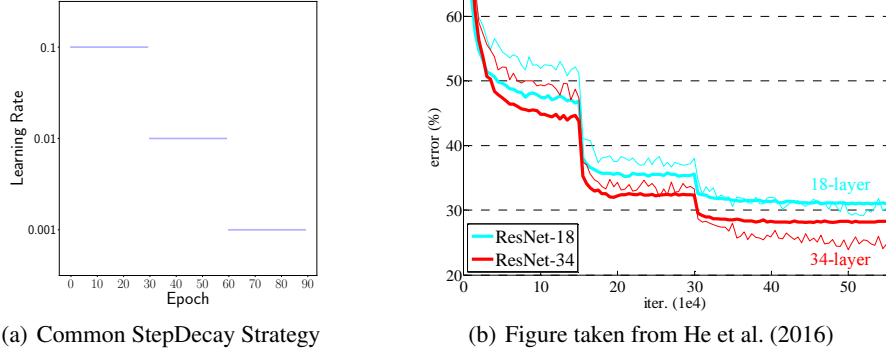 Learning Rate
0.1
0.01
0.001
0 10 20 30 40 50 60 70 80 90
Epoch
(a) Common StepDecay Strategy
error (%)
60
50
40
30
20
18-layer
34-layer
ResNet-18
ResNet-34
0 10 20 30 40 50
iter. (1e4)
(b) Figure taken from He et al. (2016)